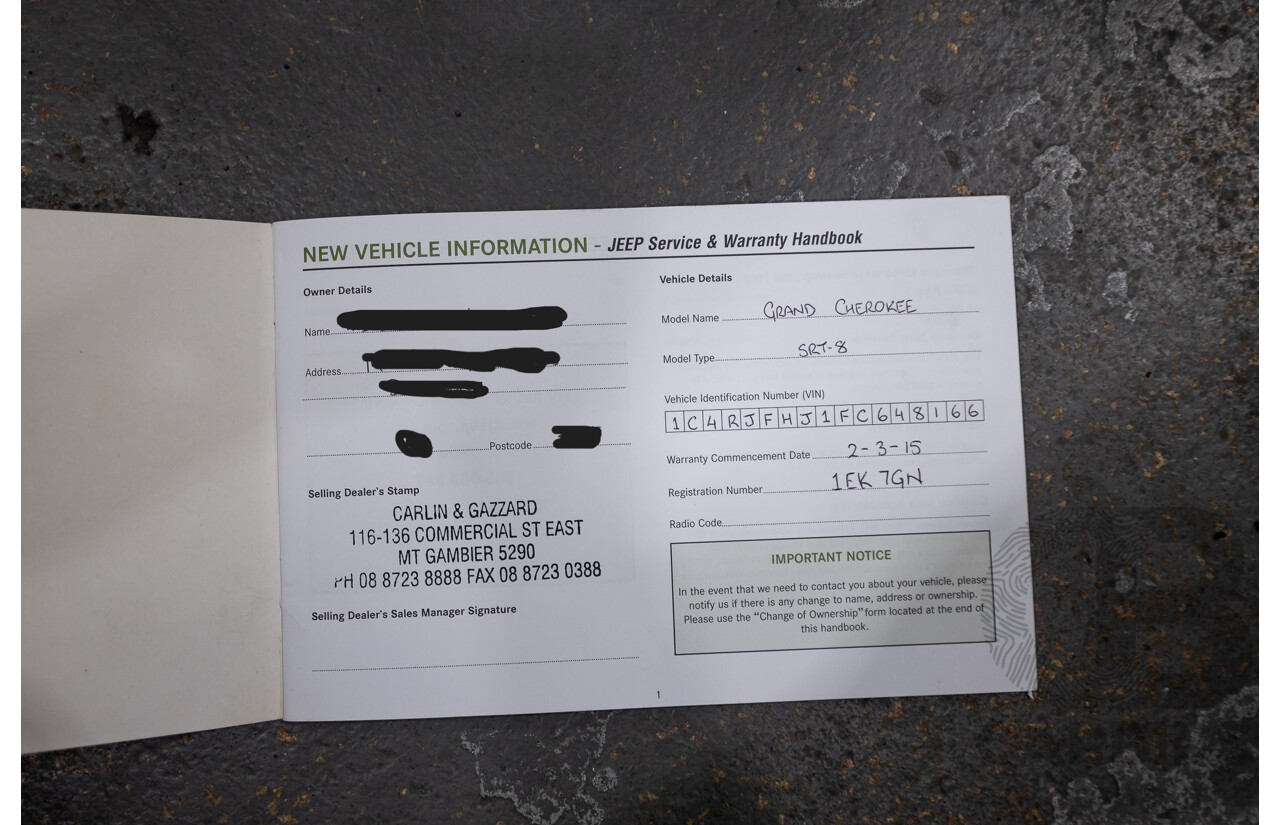 NEW VEHICLE INFORMATION - JEEP Service & Warranty Handbook
Owner Details
Name
Address
Postcode
Selling Dealer's Stamp
CARLIN & GAZZARD
116-136 COMMERCIAL ST EAST
MT GAMBIER 5290
PH 08 8723 8888 FAX 08 8723 0388
Selling Dealer's Sales Manager Signature
Vehicle Details
Model Name GRAND CHEROKEE
Model Type SRT-8
Vehicle Identification Number (VIN)
1C4RJFHJ1FC648166
Warranty Commencement Date 2-3-15
Registration Number 1EK 7GN
Radio Code
IMPORTANT NOTICE
In the event that we need to contact you about your vehicle, please
notify us if there is any change to name, address or ownership.
Please use the “Change of Ownership” form located at the end of
this handbook.
1